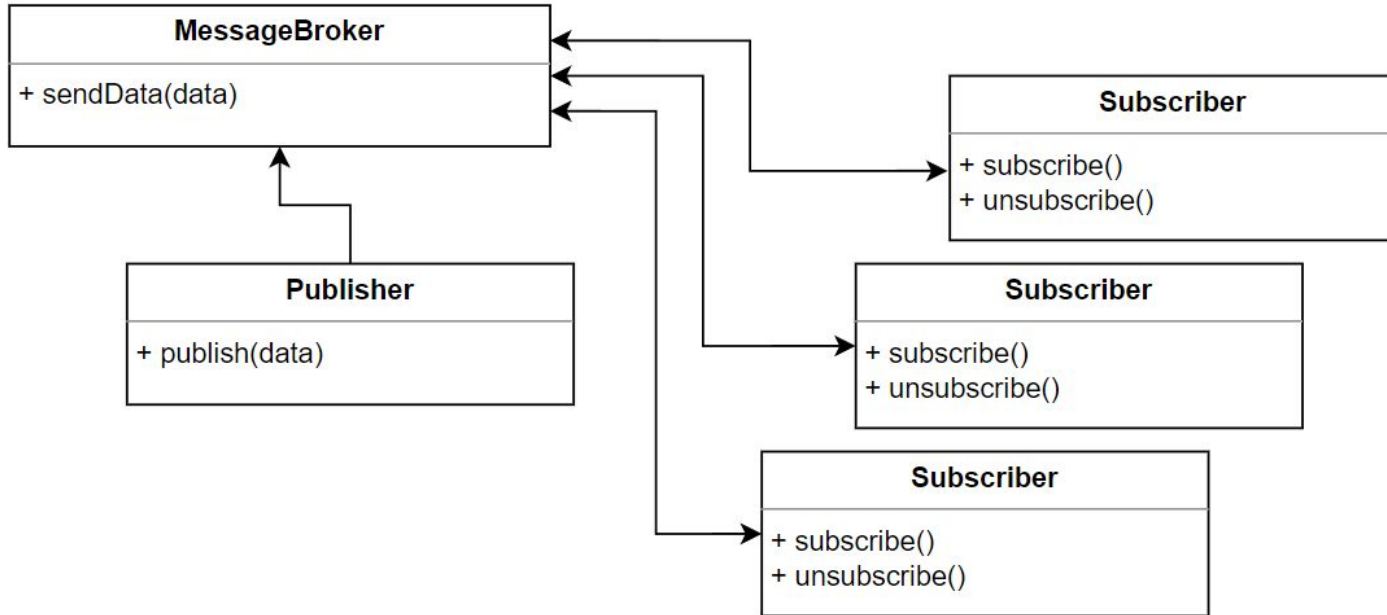 MessageBroker
+ sendData(data)
Publisher
+ publish(data)
Subscriber
+ subscribe()
+ unsubscribe()
Subscriber
+ subscribe()
+ unsubscribe()
Subscriber
+ subscribe()
+ unsubscribe()